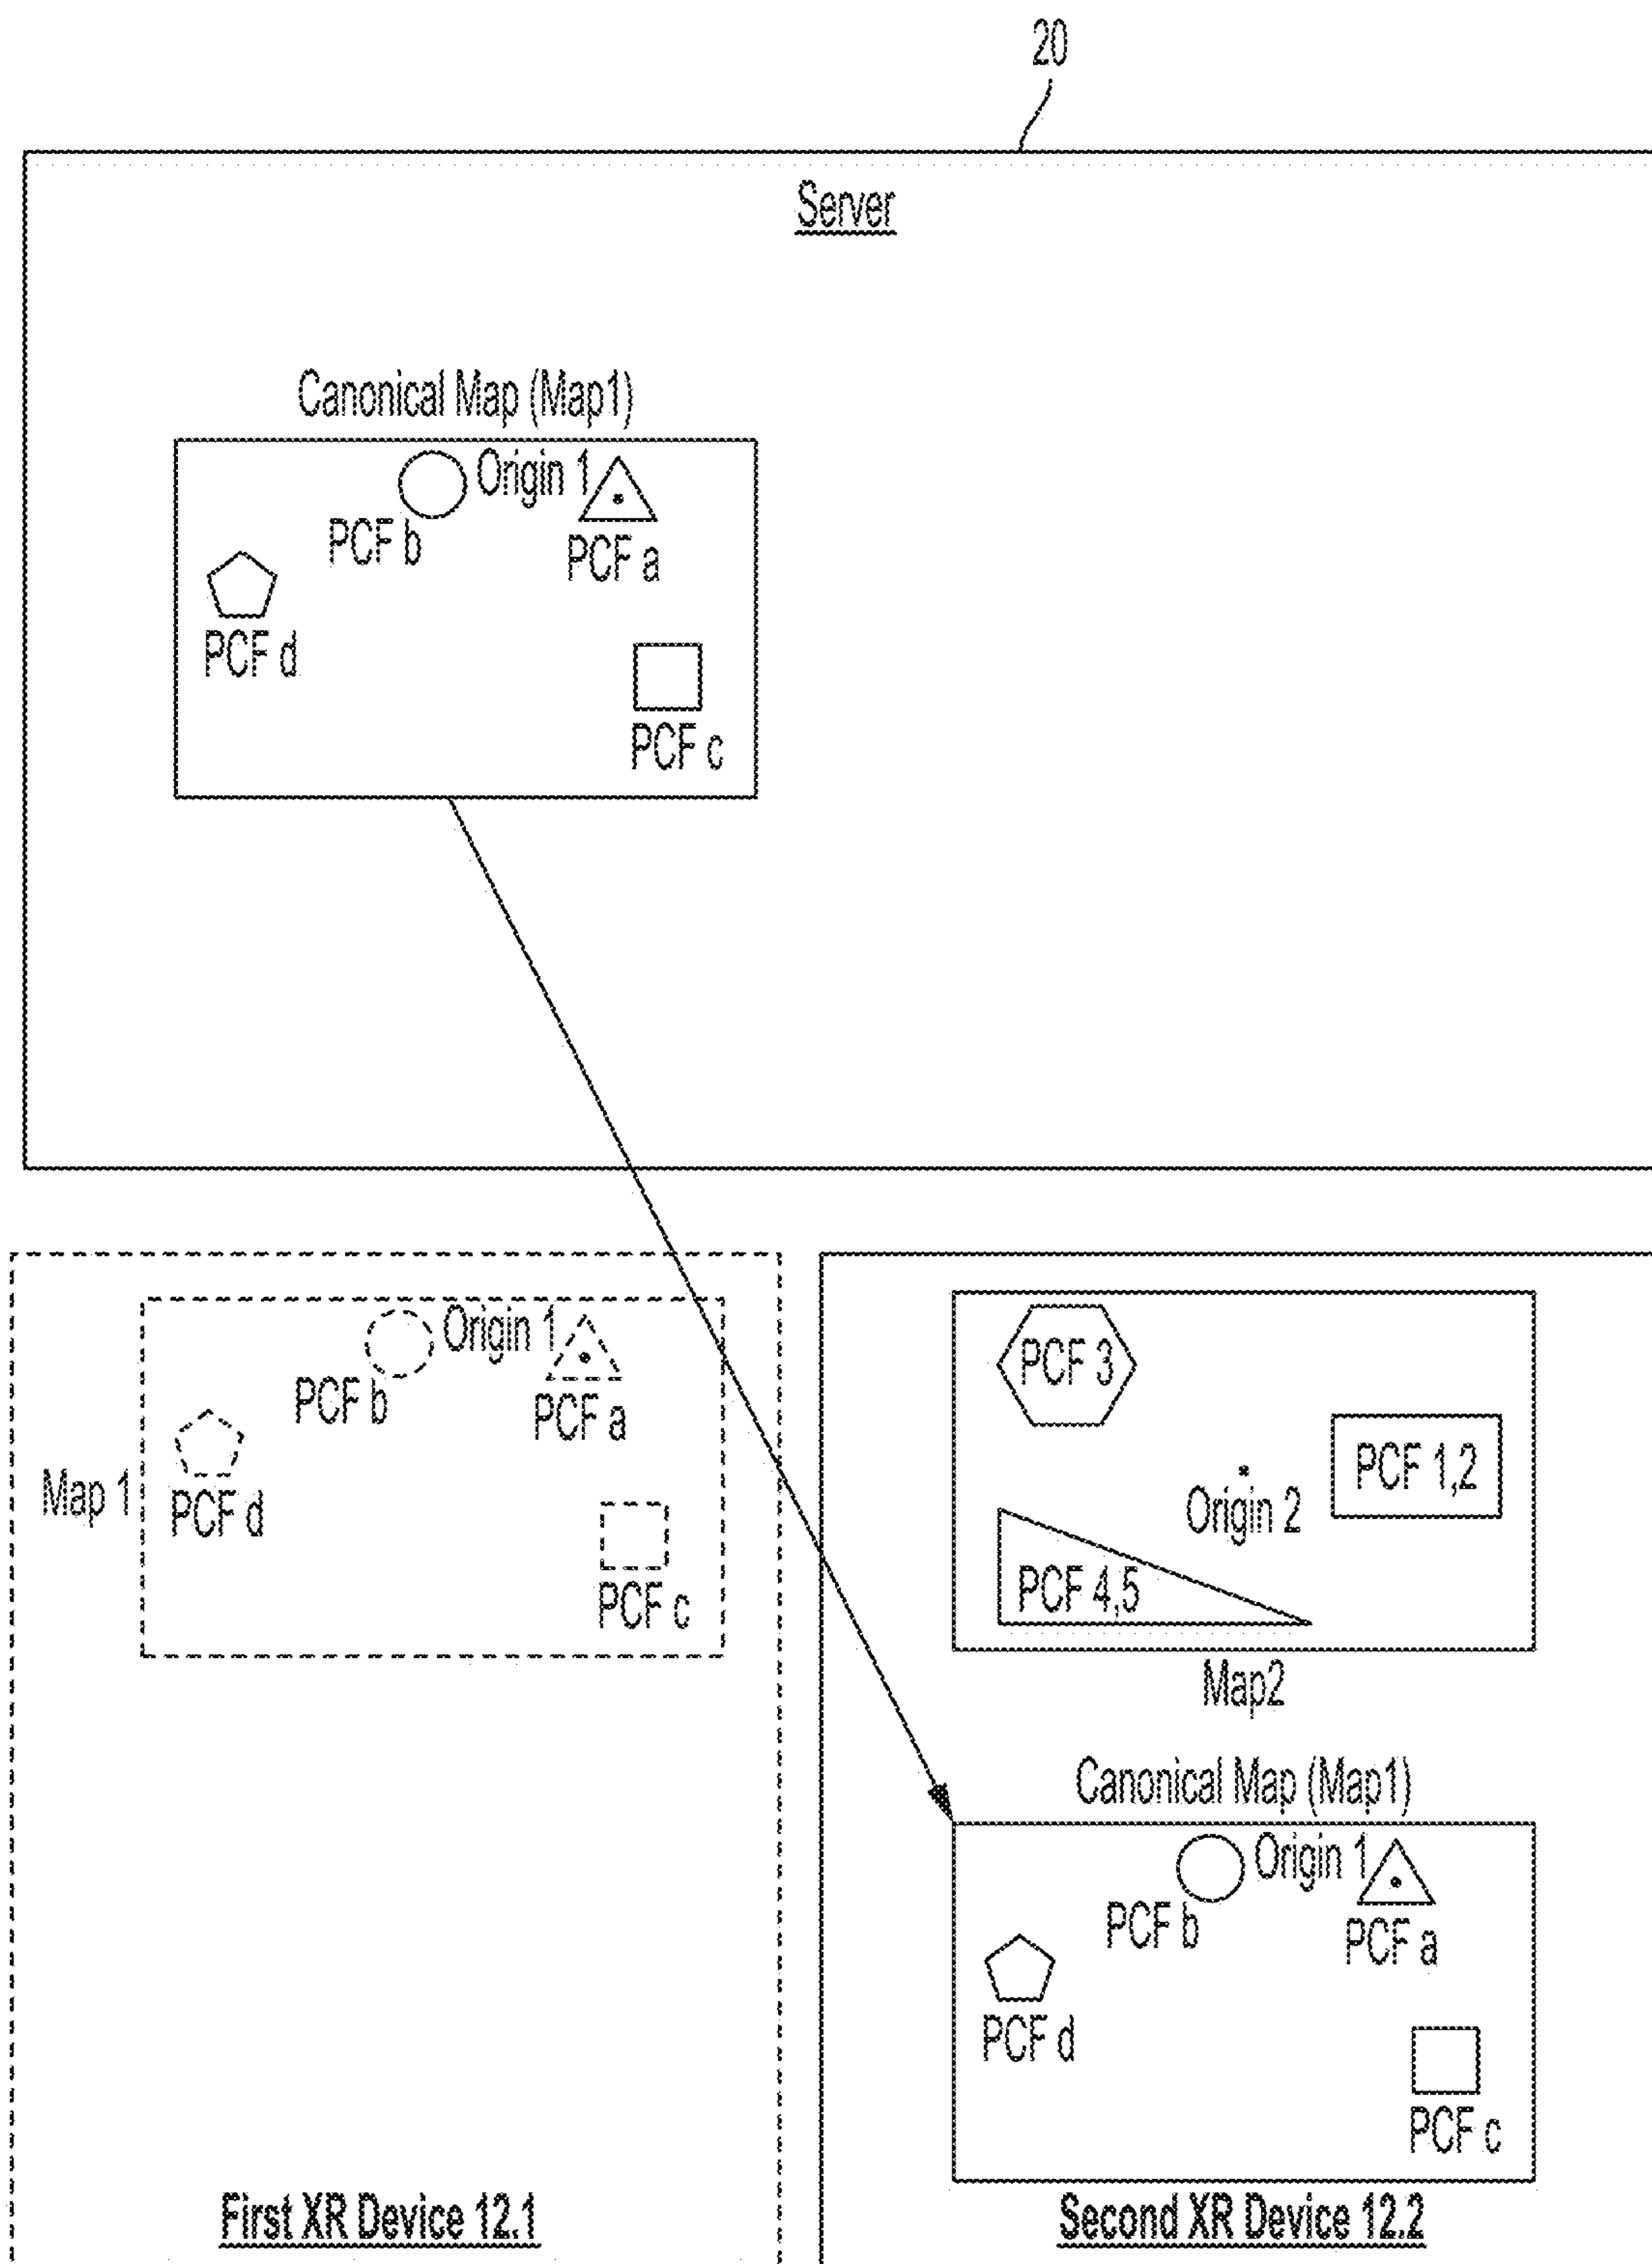 20
Server
Canonical Map (Map1)
Origin 1
PCF b
PCF a
PCF d
PCF c
Map 1
Origin 1
PCF b
PCF a
PCF d
PCF c
First XR Device 12.1
PCF 3
PCF 1,2
Origin 2
PCF 4,5
Map2
Canonical Map (Map1)
Origin 1
PCF b
PCF a
PCF d
PCF c
Second XR Device 12.2